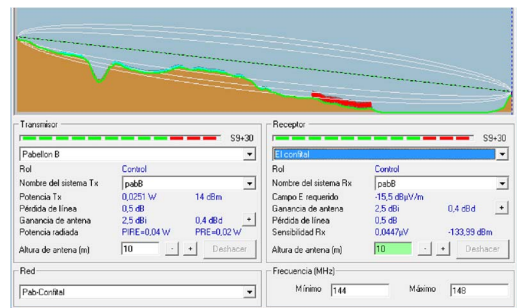 Transmisor
S9+30
Pabellon B
Rol Control
Nombre del sistema Tx pabB
Potencia Tx 0,0251 W 14 dBm
Pérdida de línea 0,5 dB
Ganancia de antena 2,5 dBi 0,4 dBd +
Potencia radiada PIRE=0,04 W PRE=0,02 W
Altura de antena (m) 10 - + Deshacer
Red
Pab-Confital
Receptor
S9+30
El confital
Rol Control
Nombre del sistema Rx pabB
Campo E requerido -15,5 dBµV/m
Ganancia de antena 2,5 dBi 0,4 dBd +
Pérdida de línea 0,5 dB
Sensibilidad Rx 0,0447µV -133,99 dBm
Altura de antena (m) 10 - + Deshacer
Frecuencia (MHz)
Mínimo 144 Máximo 148